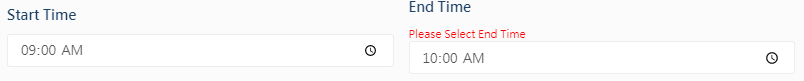 Start Time
09:00 AM
End Time
Please Select End Time
10:00 AM